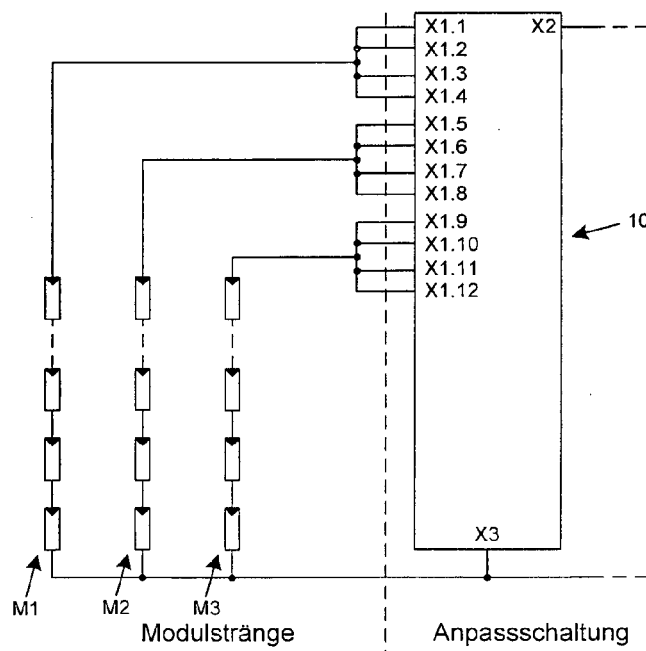 X1.1 X2
X1.2
X1.3
X1.4
X1.5
X1.6
X1.7
X1.8
X1.9
X1.10
X1.11
X1.12
10
X3
M1 M2 M3
Modulstränge Anpassschaltung